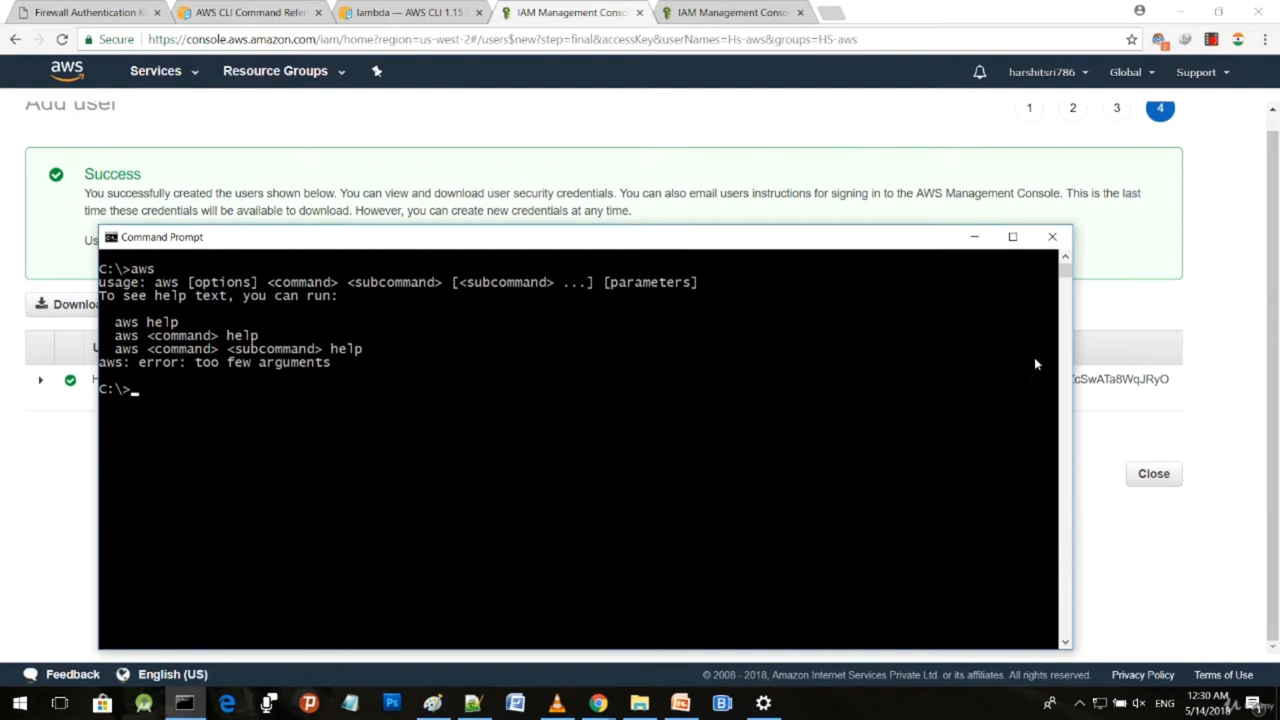 Firewall Authentication K
AWS CLI Command Refer
lambda — AWS CLI 1.15.
IAM Management Conso
IAM Management Conso
Secure
https://console.aws.amazon.com/iam/home?region=us-west-2#/users$new?step=final&accessKey&userNames=Hs-aws&groups=HS-aws
aws
Services
Resource Groups
harshitsri786
Global
Support
Add user
1
2
3
4
Success
You successfully created the users shown below. You can view and download user security credentials. You can also email users instructions for signing in to the AWS Management Console. This is the last
time these credentials will be available to download. However, you can create new credentials at any time.
Us
Command Prompt
C:\>aws
usage: aws [options] <command> <subcommand> [<subcommand> ...] [parameters]
To see help text, you can run:
aws help
aws <command> help
aws <command> <subcommand> help
aws: error: too few arguments
C:\>
Downloa
cSwATa8WqJRyO
Close
Feedback
English (US)
© 2008 - 2018, Amazon Internet Services Private Ltd. or its affiliates. All rights reserved.
Privacy Policy
Terms of Use
ENG
12:30 AM
5/14/2018